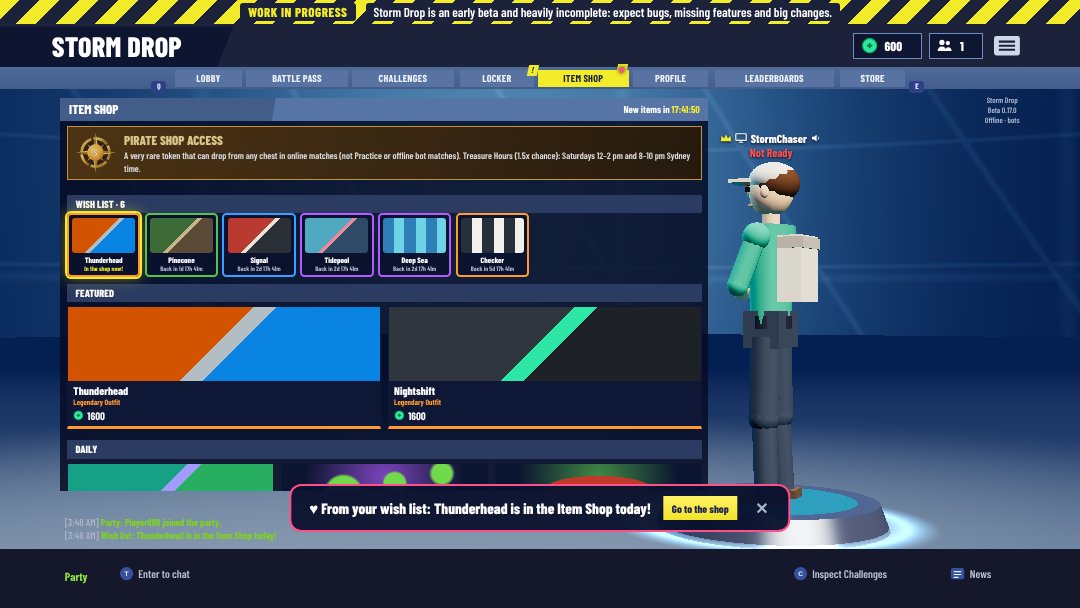 WORK IN PROGRESS Storm Drop is an early beta and heavily incomplete: expect bugs, missing features and big changes.
STORM DROP
600
1
Q
LOBBY
BATTLE PASS
CHALLENGES
LOCKER
!
ITEM SHOP
PROFILE
LEADERBOARDS
STORE
E
ITEM SHOP
New items in 17:41:50
Storm Drop
Beta 0.17.0
Offline · bots
PIRATE SHOP ACCESS
A very rare token that can drop from any chest in online matches (not Practice or offline bot matches). Treasure Hours (1.5x chance): Saturdays 12–2 pm and 8–10 pm Sydney
time.
StormChaser
Not Ready
WISH LIST · 6
Thunderhead
In the shop now!
Pinecone
Back in 1d 17h 41m
Signal
Back in 2d 17h 41m
Tidepool
Back in 2d 17h 41m
Deep Sea
Back in 2d 17h 41m
Checker
Back in 5d 17h 41m
FEATURED
Thunderhead
Legendary Outfit
1600
Nightshift
Legendary Outfit
1600
DAILY
♥ From your wish list: Thunderhead is in the Item Shop today!
Go to the shop
✕
[3:48 AM] Party: Player888 joined the party.
[3:48 AM] Wish list: Thunderhead is in the Item Shop today!
Party
T Enter to chat
C Inspect Challenges
News